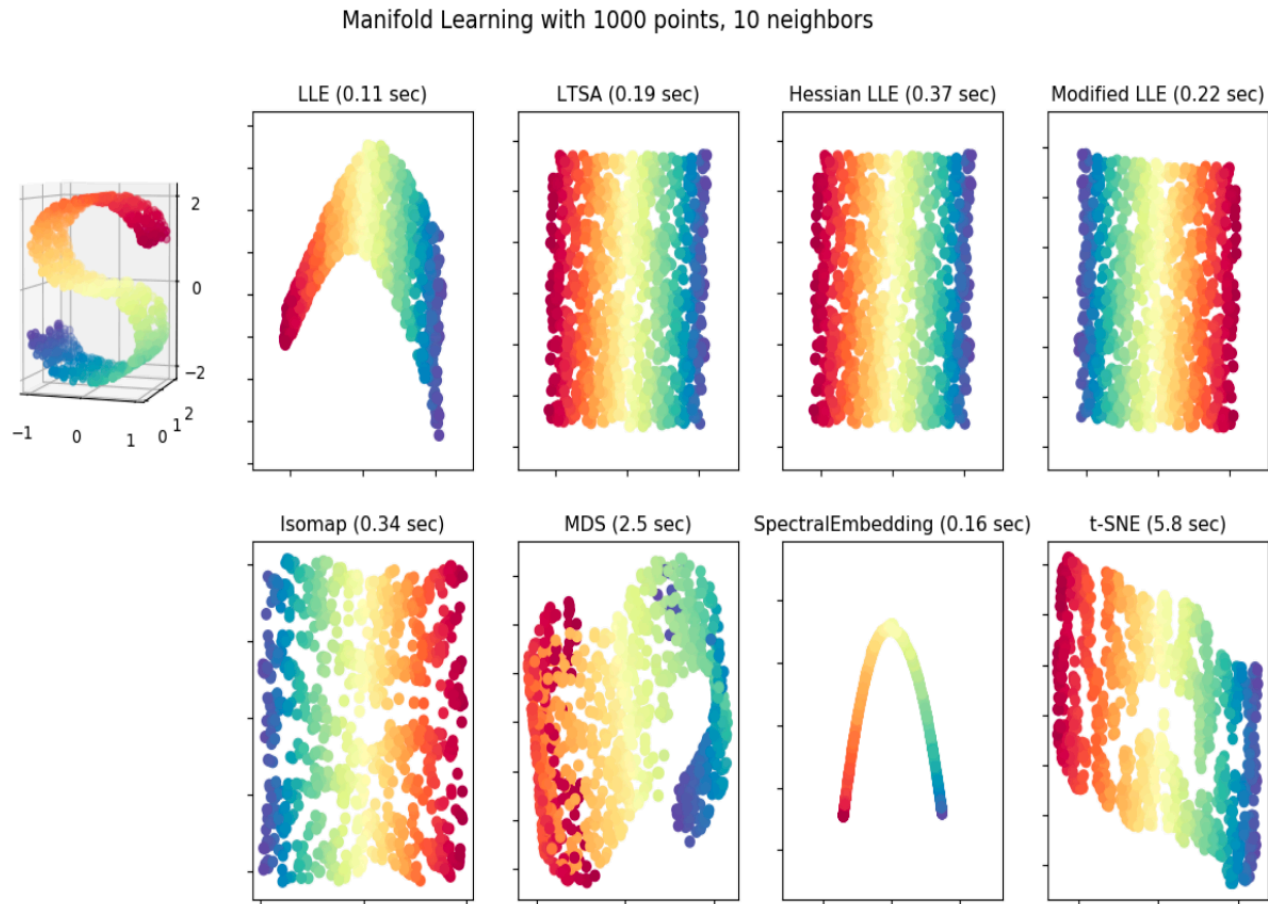 Manifold Learning with 1000 points, 10 neighbors
LLE (0.11 sec)
LTSA (0.19 sec)
Hessian LLE (0.37 sec)
Modified LLE (0.22 sec)
2
0
−2
−1
0
1
0
1
2
Isomap (0.34 sec)
MDS (2.5 sec)
SpectralEmbedding (0.16 sec)
t-SNE (5.8 sec)